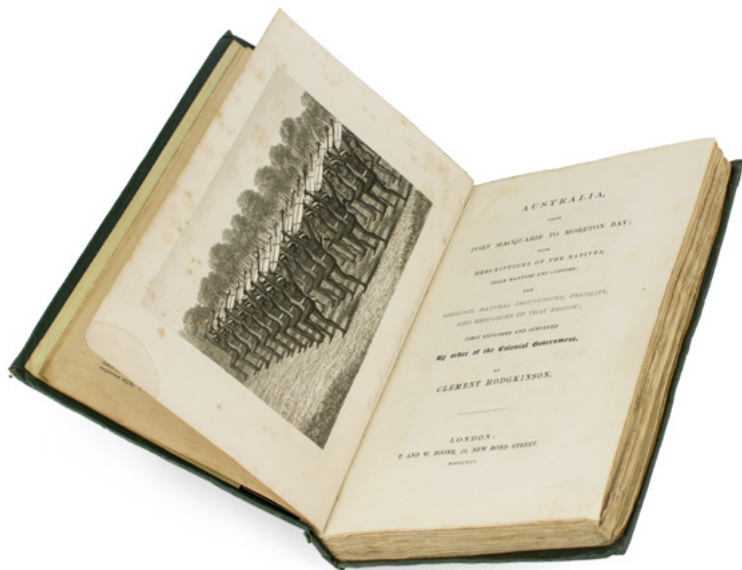 AUSTRALIA,
FROM
PORT MACQUARIE TO MORETON BAY;
WITH
DESCRIPTIONS OF THE NATIVES,
THEIR MANNERS AND CUSTOMS;
THE
GEOLOGY, NATURAL PRODUCTIONS, FERTILITY,
AND RESOURCES OF THAT REGION;
FIRST EXPLORED AND SURVEYED
By order of the Colonial Government.
BY
CLEMENT HODGKINSON.
LONDON:
T. AND W. BOONE, 29, NEW BOND STREET.